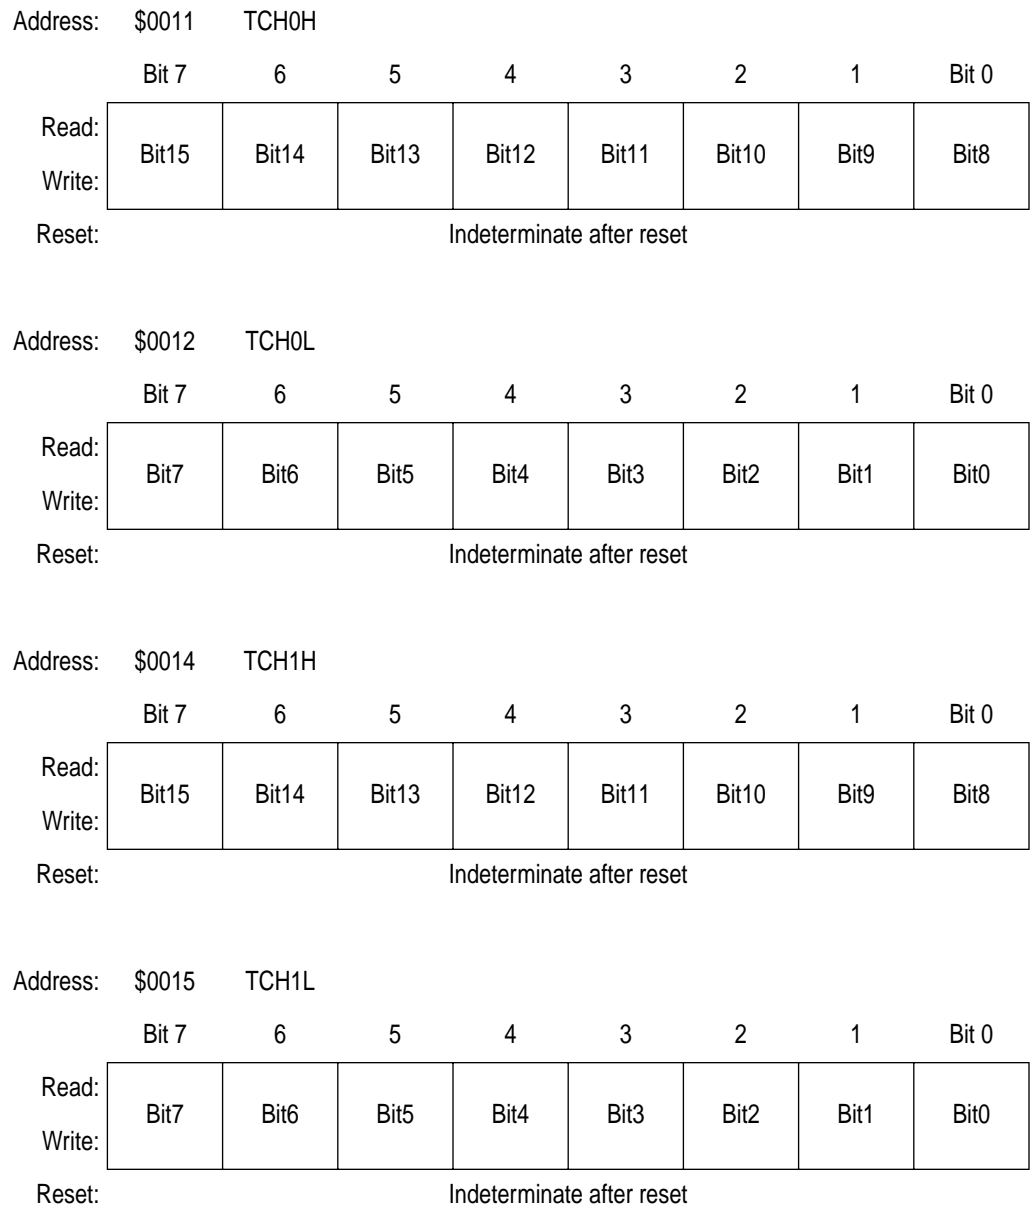 Address: $0011 TCH0H
Bit 7 6 5 4 3 2 1 Bit 0
Read:
Bit15 Bit14 Bit13 Bit12 Bit11 Bit10 Bit9 Bit8
Write:
Reset: Indeterminate after reset
Address: $0012 TCH0L
Bit 7 6 5 4 3 2 1 Bit 0
Read:
Bit7 Bit6 Bit5 Bit4 Bit3 Bit2 Bit1 Bit0
Write:
Reset: Indeterminate after reset
Address: $0014 TCH1H
Bit 7 6 5 4 3 2 1 Bit 0
Read:
Bit15 Bit14 Bit13 Bit12 Bit11 Bit10 Bit9 Bit8
Write:
Reset: Indeterminate after reset
Address: $0015 TCH1L
Bit 7 6 5 4 3 2 1 Bit 0
Read:
Bit7 Bit6 Bit5 Bit4 Bit3 Bit2 Bit1 Bit0
Write:
Reset: Indeterminate after reset